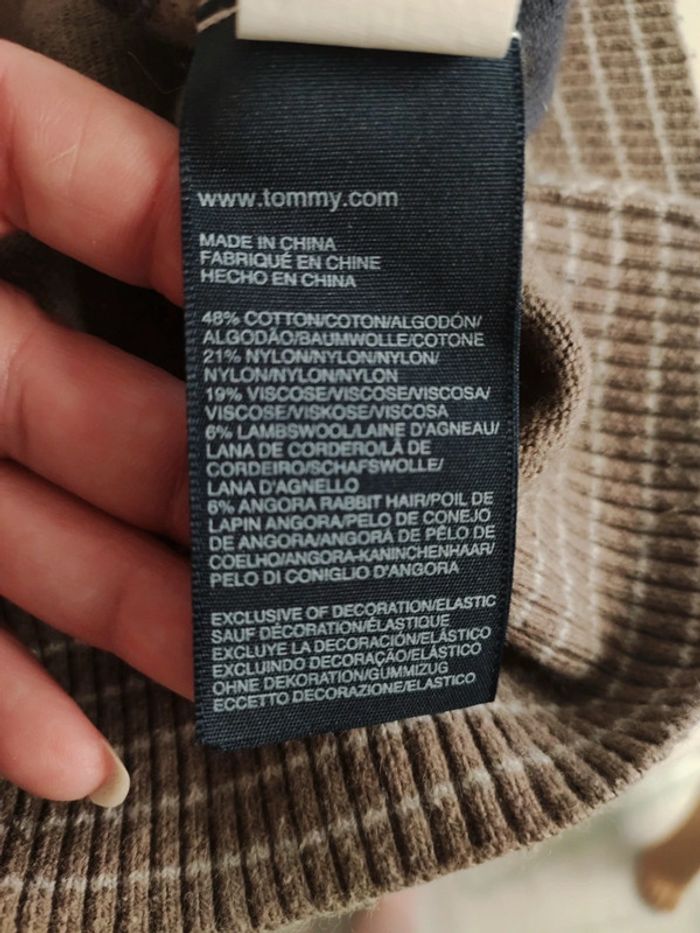 www.tommy.com
MADE IN CHINA
FABRIQUÉ EN CHINE
HECHO EN CHINA
48% COTTON/COTON/ALGODÓN/
ALGODÃO/BAUMWOLLE/COTONE
21% NYLON/NYLON/NYLON/
NYLON/NYLON/NYLON
19% VISCOSE/VISCOSE/VISCOSA/
VISCOSE/VISKOSE/VISCOSA
6% LAMBSWOOL/LAINE D'AGNEAU/
LANA DE CORDERO/LÃ DE
CORDEIRO/SCHAFSWOLLE/
LANA D'AGNELLO
6% ANGORA RABBIT HAIR/POIL DE
LAPIN ANGORA/PELO DE CONEJO
DE ANGORA/ANGORÁ DE PÊLO DE
COELHO/ANGORA-KANINCHENHAAR/
PELO DI CONIGLIO D'ANGORA
EXCLUSIVE OF DECORATION/ELASTIC
SAUF DÉCORATION/ÉLASTIQUE
EXCLUYE LA DECORACIÓN/ELÁSTICO
EXCLUINDO DECORAÇÃO/ELÁSTICO
OHNE DEKORATION/GUMMIZUG
ECCETTO DECORAZIONE/ELASTICO